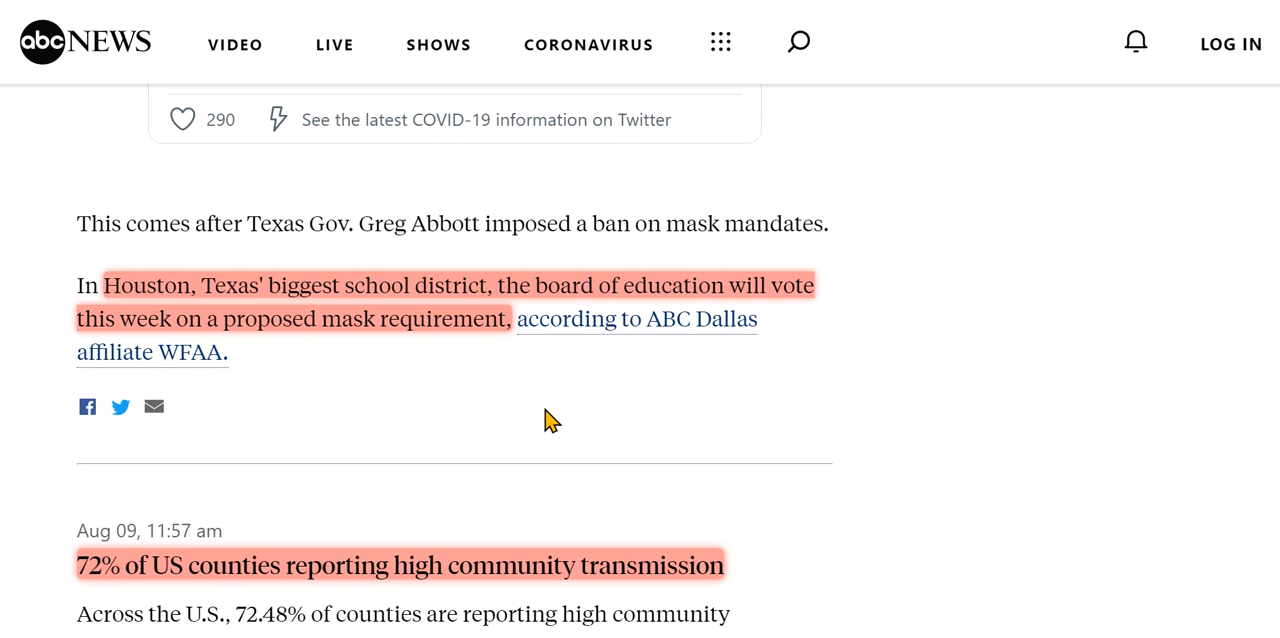 abc NEWS VIDEO LIVE SHOWS CORONAVIRUS LOG IN
290 See the latest COVID-19 information on Twitter
This comes after Texas Gov. Greg Abbott imposed a ban on mask mandates.
In Houston, Texas' biggest school district, the board of education will vote
this week on a proposed mask requirement, according to ABC Dallas
affiliate WFAA.
Aug 09, 11:57 am
72% of US counties reporting high community transmission
Across the U.S., 72.48% of counties are reporting high community